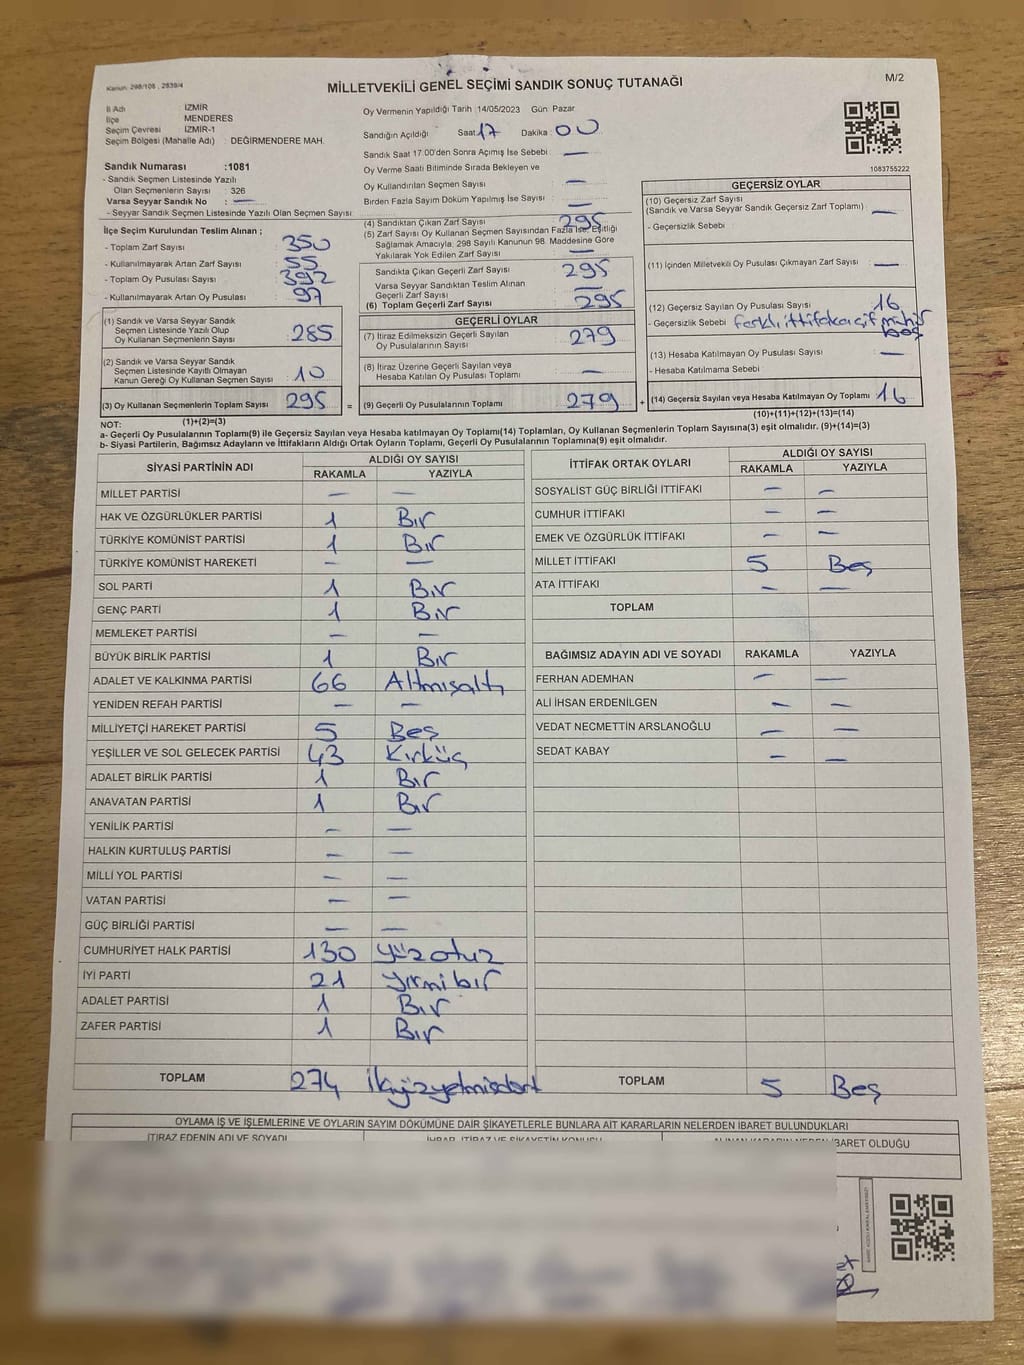 Kanun: 298/105 , 2839/4
MİLLETVEKİLİ GENEL SEÇİMİ SANDIK SONUÇ TUTANAĞI
M/2
İl Adı İZMİR
İlçe MENDERES
Seçim Çevresi İZMİR-1
Seçim Bölgesi (Mahalle Adı) : DEĞİRMENDERE MAH.
Oy Vermenin Yapıldığı Tarih 14/05/2023 Gün: Pazar
Sandığın Açıldığı Saat 17 Dakika 00
Sandık Saat 17.00'den Sonra Açımış İse Sebebi : —
Oy Verme Saati Bitiminde Sırada Bekleyen ve
Oy Kullandırılan Seçmen Sayısı —
Birden Fazla Sayım Döküm Yapılmış İse Sayısı : —
1083755222
Sandık Numarası :1081
- Sandık Seçmen Listesinde Yazılı
Olan Seçmenlerin Sayısı : 326
Varsa Seyyar Sandık No —
- Seyyar Sandık Seçmen Listesinde Yazılı Olan Seçmen Sayısı
İlçe Seçim Kurulundan Teslim Alınan ;
- Toplam Zarf Sayısı : 350
- Kullanılmayarak Artan Zarf Sayısı : 55
- Toplam Oy Pusulası Sayısı : 392
- Kullanılmayarak Artan Oy Pusulası : 97
(1) Sandık ve Varsa Seyyar Sandık
Seçmen Listesinde Yazılı Olup
Oy Kullanan Seçmenlerin Sayısı 285
(2) Sandık ve Varsa Seyyar Sandık
Seçmen Listesinde Kayıtlı Olmayan
Kanun Gereği Oy Kullanan Seçmen Sayısı 10
(3) Oy Kullanan Seçmenlerin Toplam Sayısı 295 =
(1)+(2)=(3)
(4) Sandıktan Çıkan Zarf Sayısı 295
(5) Zarf Sayısı Oy Kullanan Seçmen Sayısından Fazla İse, Eşitliği
Sağlamak Amacıyla, 298 Sayılı Kanunun 98. Maddesine Göre
Yakılarak Yok Edilen Zarf Sayısı —
Sandıkta Çıkan Geçerli Zarf Sayısı 295
Varsa Seyyar Sandıktan Teslim Alınan
Geçerli Zarf Sayısı —
(6) Toplam Geçerli Zarf Sayısı 295
GEÇERLİ OYLAR
(7) İtiraz Edilmeksizin Geçerli Sayılan
Oy Pusulalarının Sayısı 279
(8) İtiraz Üzerine Geçerli Sayılan veya
Hesaba Katılan Oy Pusulası Toplamı —
(9) Geçerli Oy Pusulalarının Toplamı 279 +
GEÇERSİZ OYLAR
(10) Geçersiz Zarf Sayısı
(Sandık ve Varsa Seyyar Sandık Geçersiz Zarf Toplamı) —
- Geçersizlik Sebebi :
(11) İçinden Milletvekili Oy Pusulası Çıkmayan Zarf Sayısı —
(12) Geçersiz Sayılan Oy Pusulası Sayısı 16
- Geçersizlik Sebebi farklı ittifaka çif mühür
boş
(13) Hesaba Katılmayan Oy Pusulası Sayısı —
- Hesaba Katılmama Sebebi
(14) Geçersiz Sayılan veya Hesaba Katılmayan Oy Toplamı 16
(10)+(11)+(12)+(13)=(14)
NOT:
a- Geçerli Oy Pusulalarının Toplamı(9) ile Geçersiz Sayılan veya Hesaba Katılmayan Oy Toplamı(14) Toplamları, Oy Kullanan Seçmenlerin Toplam Sayısına(3) eşit olmalıdır. (9)+(14)=(3)
b- Siyasi Partilerin, Bağımsız Adayların ve İttifakların Aldığı Ortak Oyların Toplamı, Geçerli Oy Pusulalarının Toplamına(9) eşit olmalıdır.
SİYASİ PARTİNİN ADI ALDIĞI OY SAYISI
RAKAMLA YAZIYLA
MİLLET PARTİSİ — —
HAK VE ÖZGÜRLÜKLER PARTİSİ 1 Bir
TÜRKİYE KOMÜNİST PARTİSİ 1 Bir
TÜRKİYE KOMÜNİST HAREKETİ — —
SOL PARTİ 1 Bir
GENÇ PARTİ 1 Bir
MEMLEKET PARTİSİ — —
BÜYÜK BİRLİK PARTİSİ 1 Bir
ADALET VE KALKINMA PARTİSİ 66 Altmışaltı
YENİDEN REFAH PARTİSİ — —
MİLLİYETÇİ HAREKET PARTİSİ 5 Beş
YEŞİLLER VE SOL GELECEK PARTİSİ 43 Kırküç
ADALET BİRLİK PARTİSİ 1 Bir
ANAVATAN PARTİSİ 1 Bir
YENİLİK PARTİSİ — —
HALKIN KURTULUŞ PARTİSİ — —
MİLLİ YOL PARTİSİ — —
VATAN PARTİSİ — —
GÜÇ BİRLİĞİ PARTİSİ — —
CUMHURİYET HALK PARTİSİ 130 yüzotuz
İYİ PARTİ 21 yirmibir
ADALET PARTİSİ 1 Bir
ZAFER PARTİSİ 1 Bir
TOPLAM 274 ikiyüzyetmişdört
İTTİFAK ORTAK OYLARI ALDIĞI OY SAYISI
RAKAMLA YAZIYLA
SOSYALİST GÜÇ BİRLİĞİ İTTİFAKI — —
CUMHUR İTTİFAKI — —
EMEK VE ÖZGÜRLÜK İTTİFAKI — —
MİLLET İTTİFAKI 5 Beş
ATA İTTİFAKI — —
TOPLAM
BAĞIMSIZ ADAYIN ADI VE SOYADI RAKAMLA YAZIYLA
FERHAN ADEMHAN — —
ALİ İHSAN ERDENİLGEN — —
VEDAT NECMETTİN ARSLANOĞLU — —
SEDAT KABAY — —
TOPLAM 5 Beş
OYLAMA İŞ VE İŞLEMLERİNE VE OYLARIN SAYIM DÖKÜMÜNE DAİR ŞİKAYETLERLE BUNLARA AİT KARARLARIN NELERDEN İBARET BULUNDUKLARI
İTİRAZ EDENİN ADI VE SOYADI İHBAR, İTİRAZ VE ŞİKAYETİN KONUSU ALINAN KARARIN NEDEN İBARET OLDUĞU